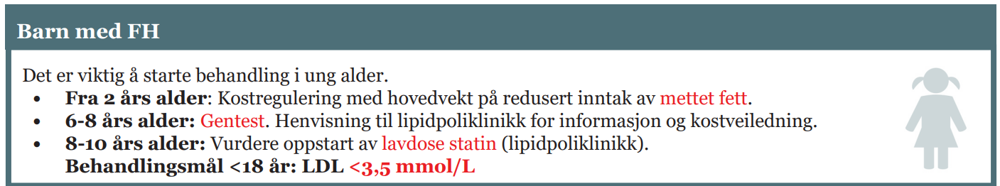 Barn med FH
Det er viktig å starte behandling i ung alder.
• Fra 2 års alder: Kostregulering med hovedvekt på redusert inntak av mettet fett.
• 6-8 års alder: Gentest. Henvisning til lipidpoliklinikk for informasjon og kostveiledning.
• 8-10 års alder: Vurdere oppstart av lavdose statin (lipidpoliklinikk).
Behandlingsmål <18 år: LDL <3,5 mmol/L